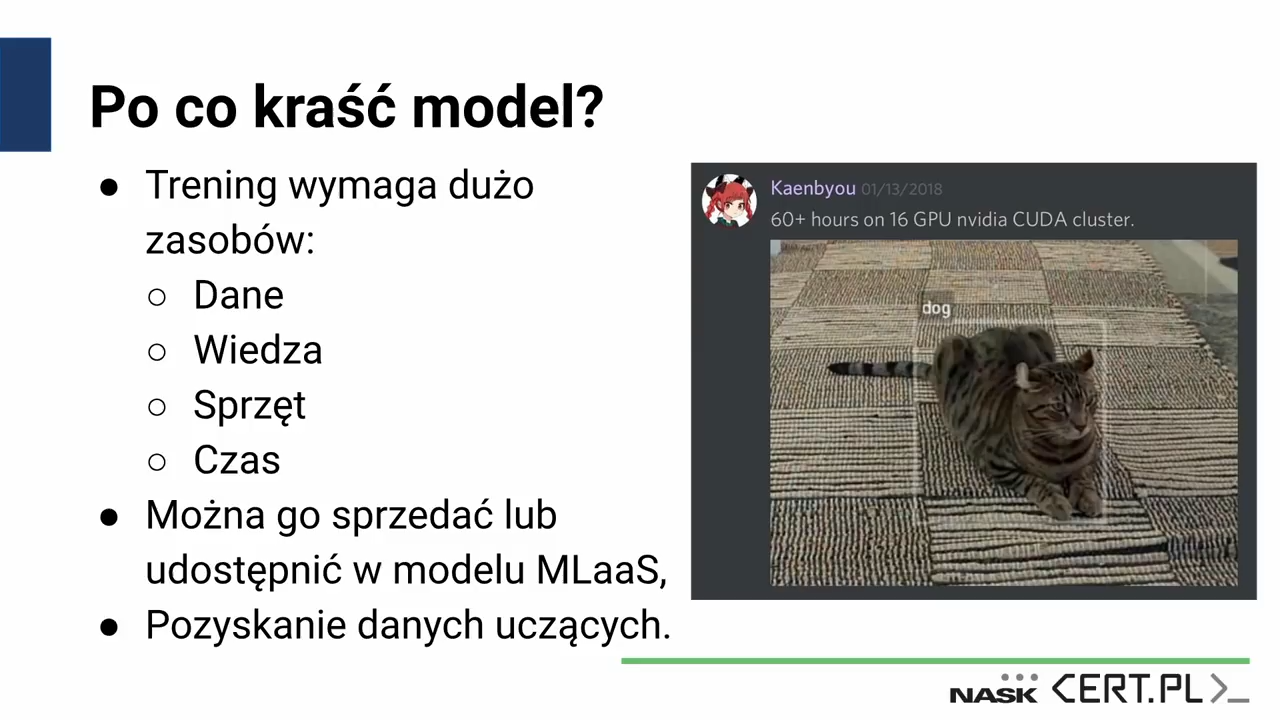 Po co kraść model?
● Trening wymaga dużo
zasobów:
○ Dane
○ Wiedza
○ Sprzęt
○ Czas
● Można go sprzedać lub
udostępnić w modelu MLaaS,
● Pozyskanie danych uczących.
Kaenbyou 01/13/2018
60+ hours on 16 GPU nvidia CUDA cluster.
dog
NASK CERT.PL>_